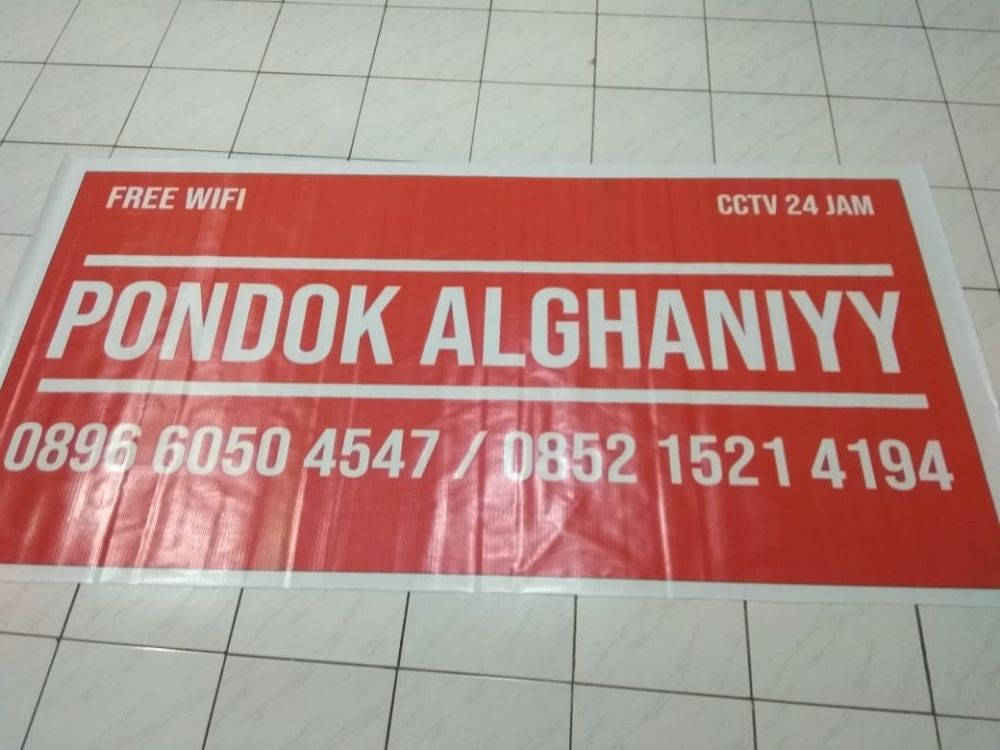 FREE WIFI
CCTV 24 JAM
PONDOK ALGHANIYY
0896 6050 4547 / 0852 1521 4194